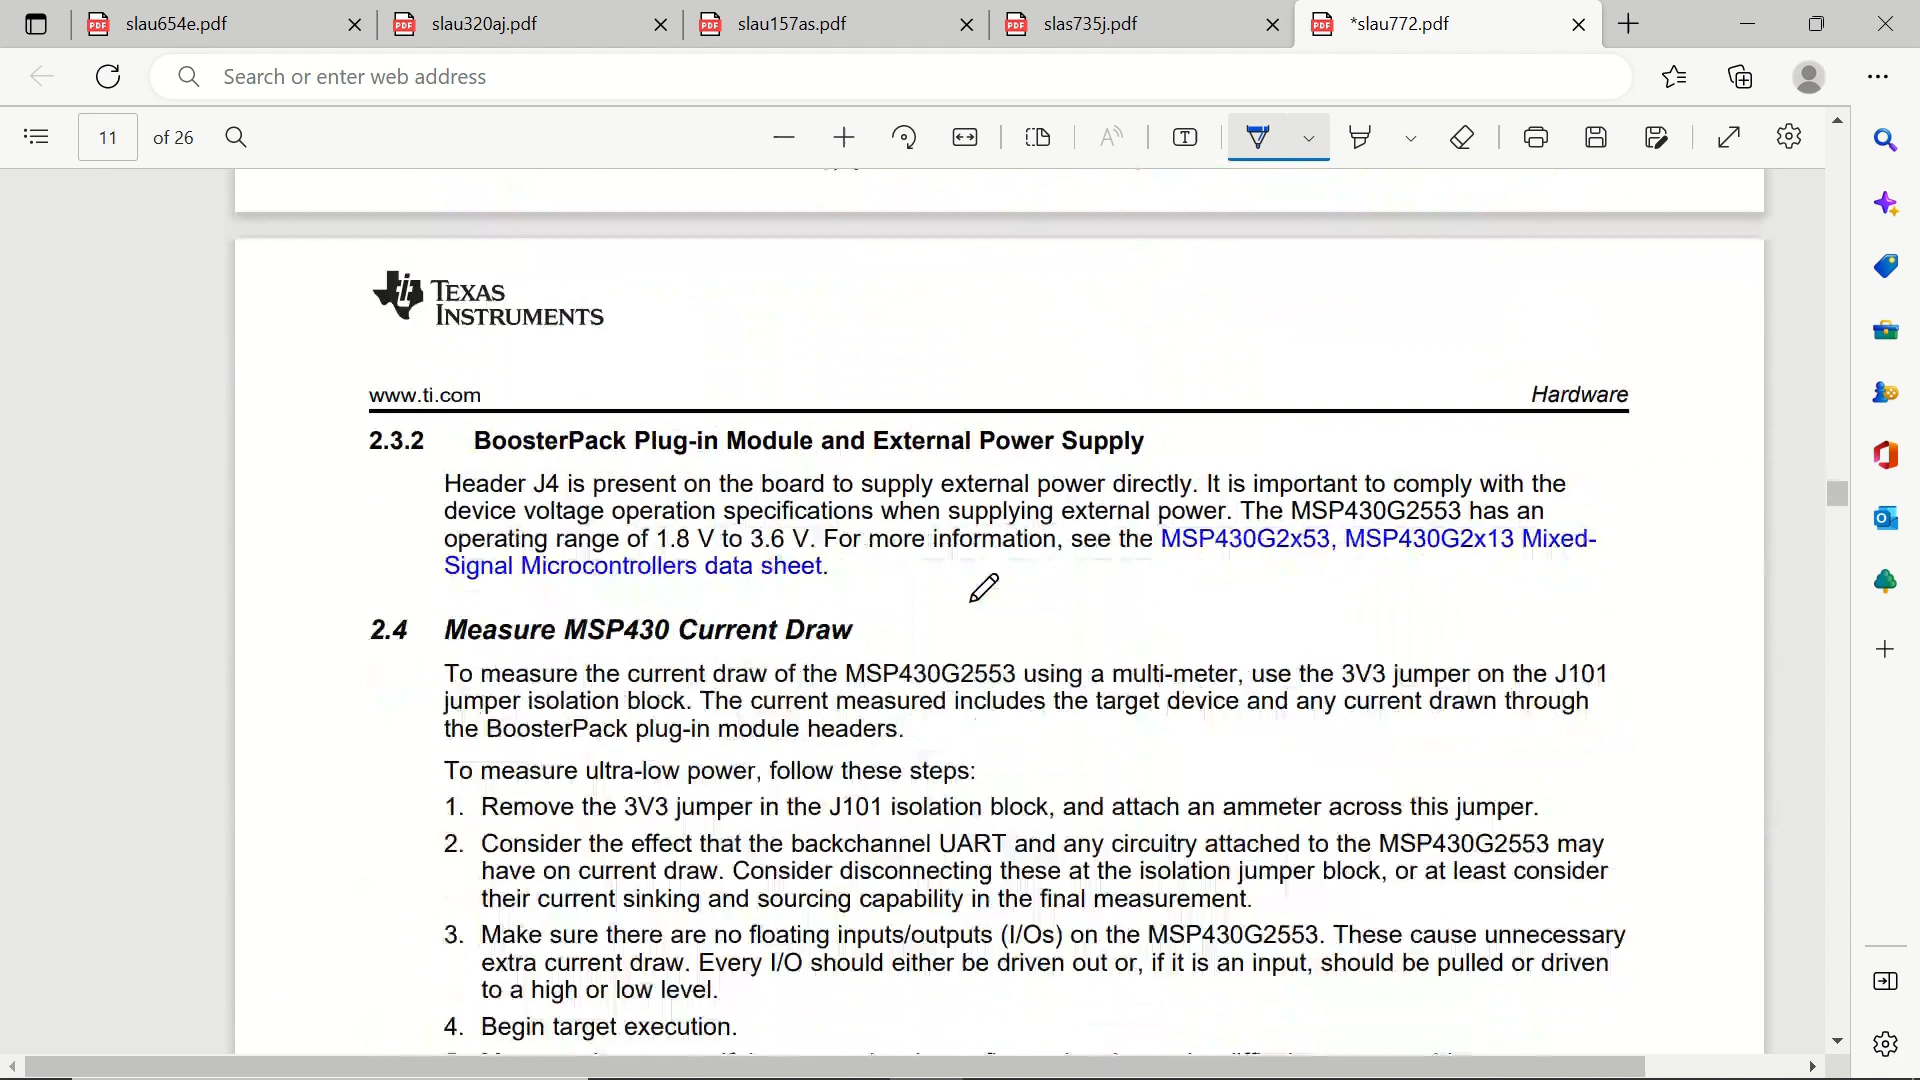 slau654e.pdf
slau320aj.pdf
slau157as.pdf
slas735j.pdf
*slau772.pdf
Search or enter web address
11 of 26
TEXAS
INSTRUMENTS
www.ti.com
Hardware
2.3.2 BoosterPack Plug-in Module and External Power Supply
Header J4 is present on the board to supply external power directly. It is important to comply with the
device voltage operation specifications when supplying external power. The MSP430G2553 has an
operating range of 1.8 V to 3.6 V. For more information, see the MSP430G2x53, MSP430G2x13 Mixed-
Signal Microcontrollers data sheet.
2.4 Measure MSP430 Current Draw
To measure the current draw of the MSP430G2553 using a multi-meter, use the 3V3 jumper on the J101
jumper isolation block. The current measured includes the target device and any current drawn through
the BoosterPack plug-in module headers.
To measure ultra-low power, follow these steps:
1. Remove the 3V3 jumper in the J101 isolation block, and attach an ammeter across this jumper.
2. Consider the effect that the backchannel UART and any circuitry attached to the MSP430G2553 may
have on current draw. Consider disconnecting these at the isolation jumper block, or at least consider
their current sinking and sourcing capability in the final measurement.
3. Make sure there are no floating inputs/outputs (I/Os) on the MSP430G2553. These cause unnecessary
extra current draw. Every I/O should either be driven out or, if it is an input, should be pulled or driven
to a high or low level.
4. Begin target execution.